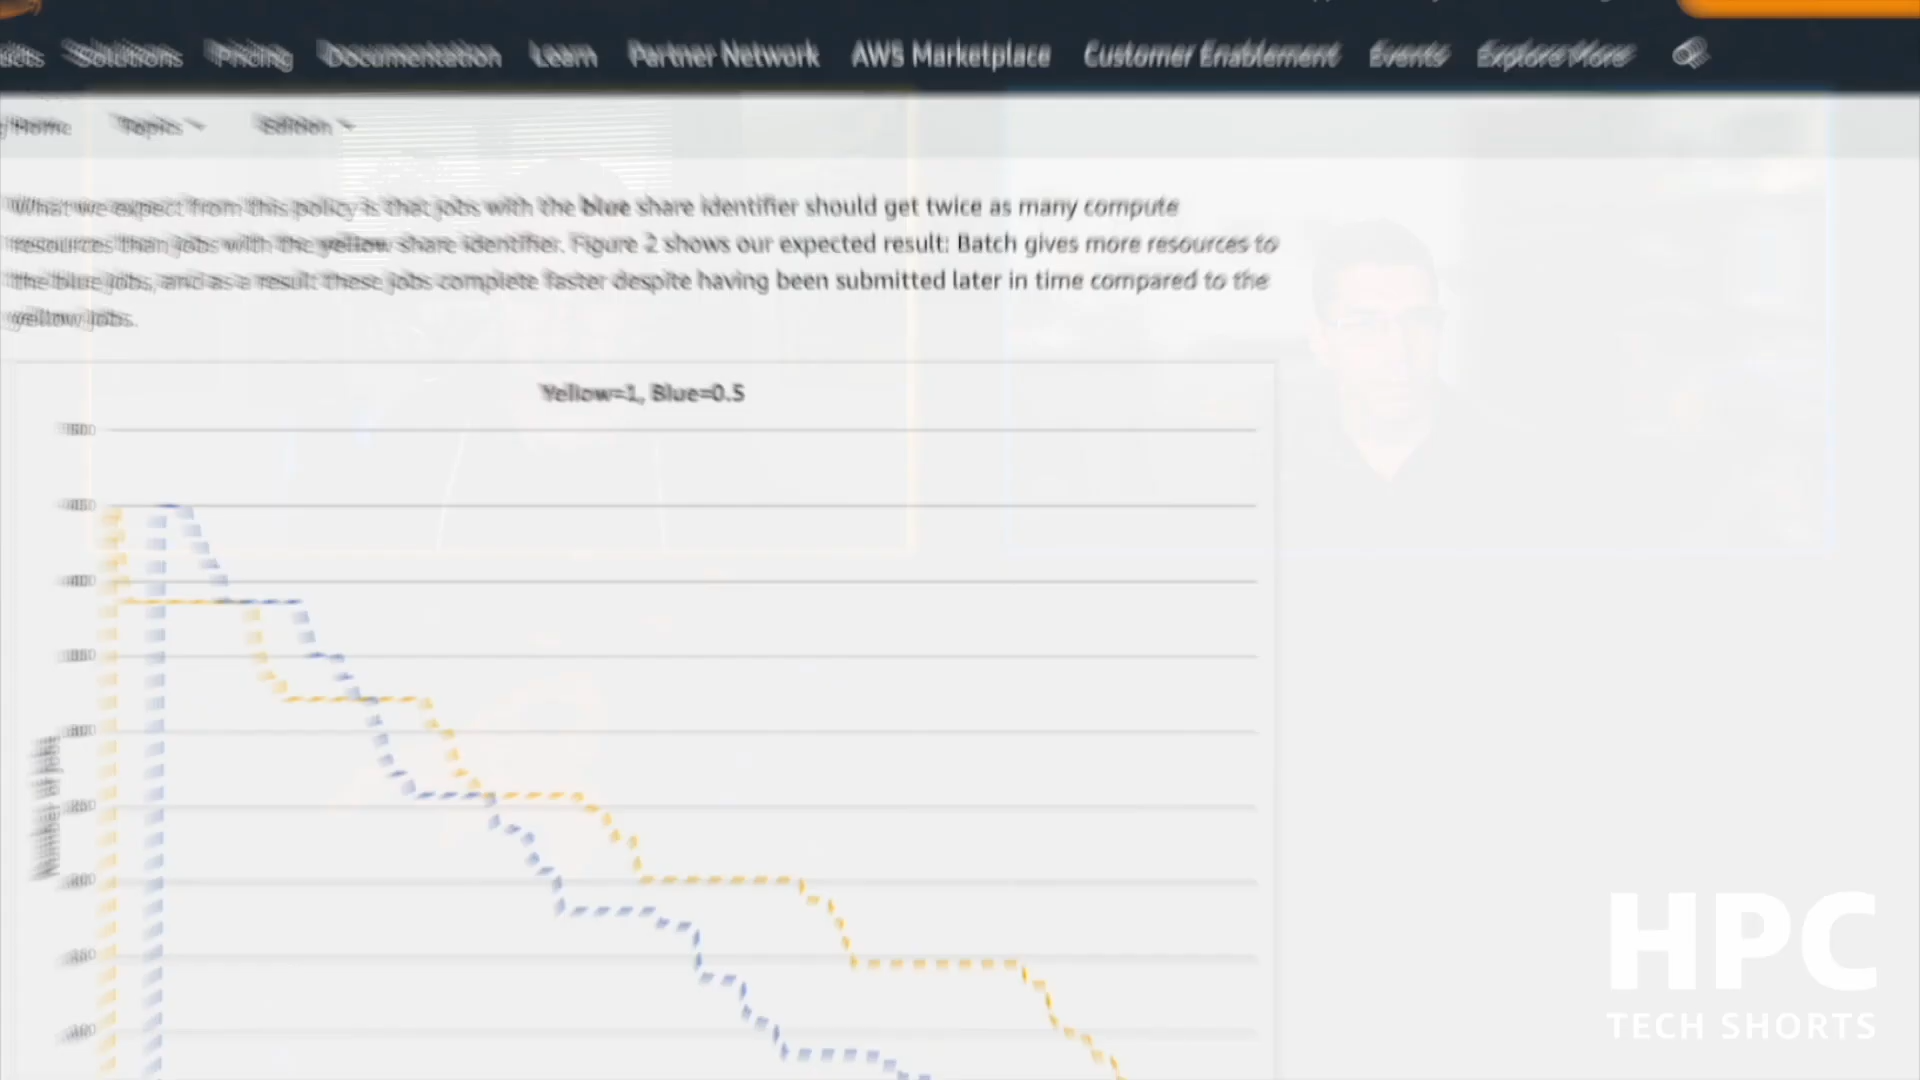 Solutions Pricing Documentation Learn Partner Network AWS Marketplace Customer Enablement Events Explore More
Home Topics Edition
What we expect from this policy is that jobs with the blue share identifier should get twice as many compute
resources than jobs with the yellow share identifier. Figure 2 shows our expected result: Batch gives more resources to
the blue jobs, and as a result these jobs complete faster despite having been submitted later in time compared to the
yellow jobs.
Yellow=1, Blue=0.5
Number of jobs
HPC
TECH SHORTS